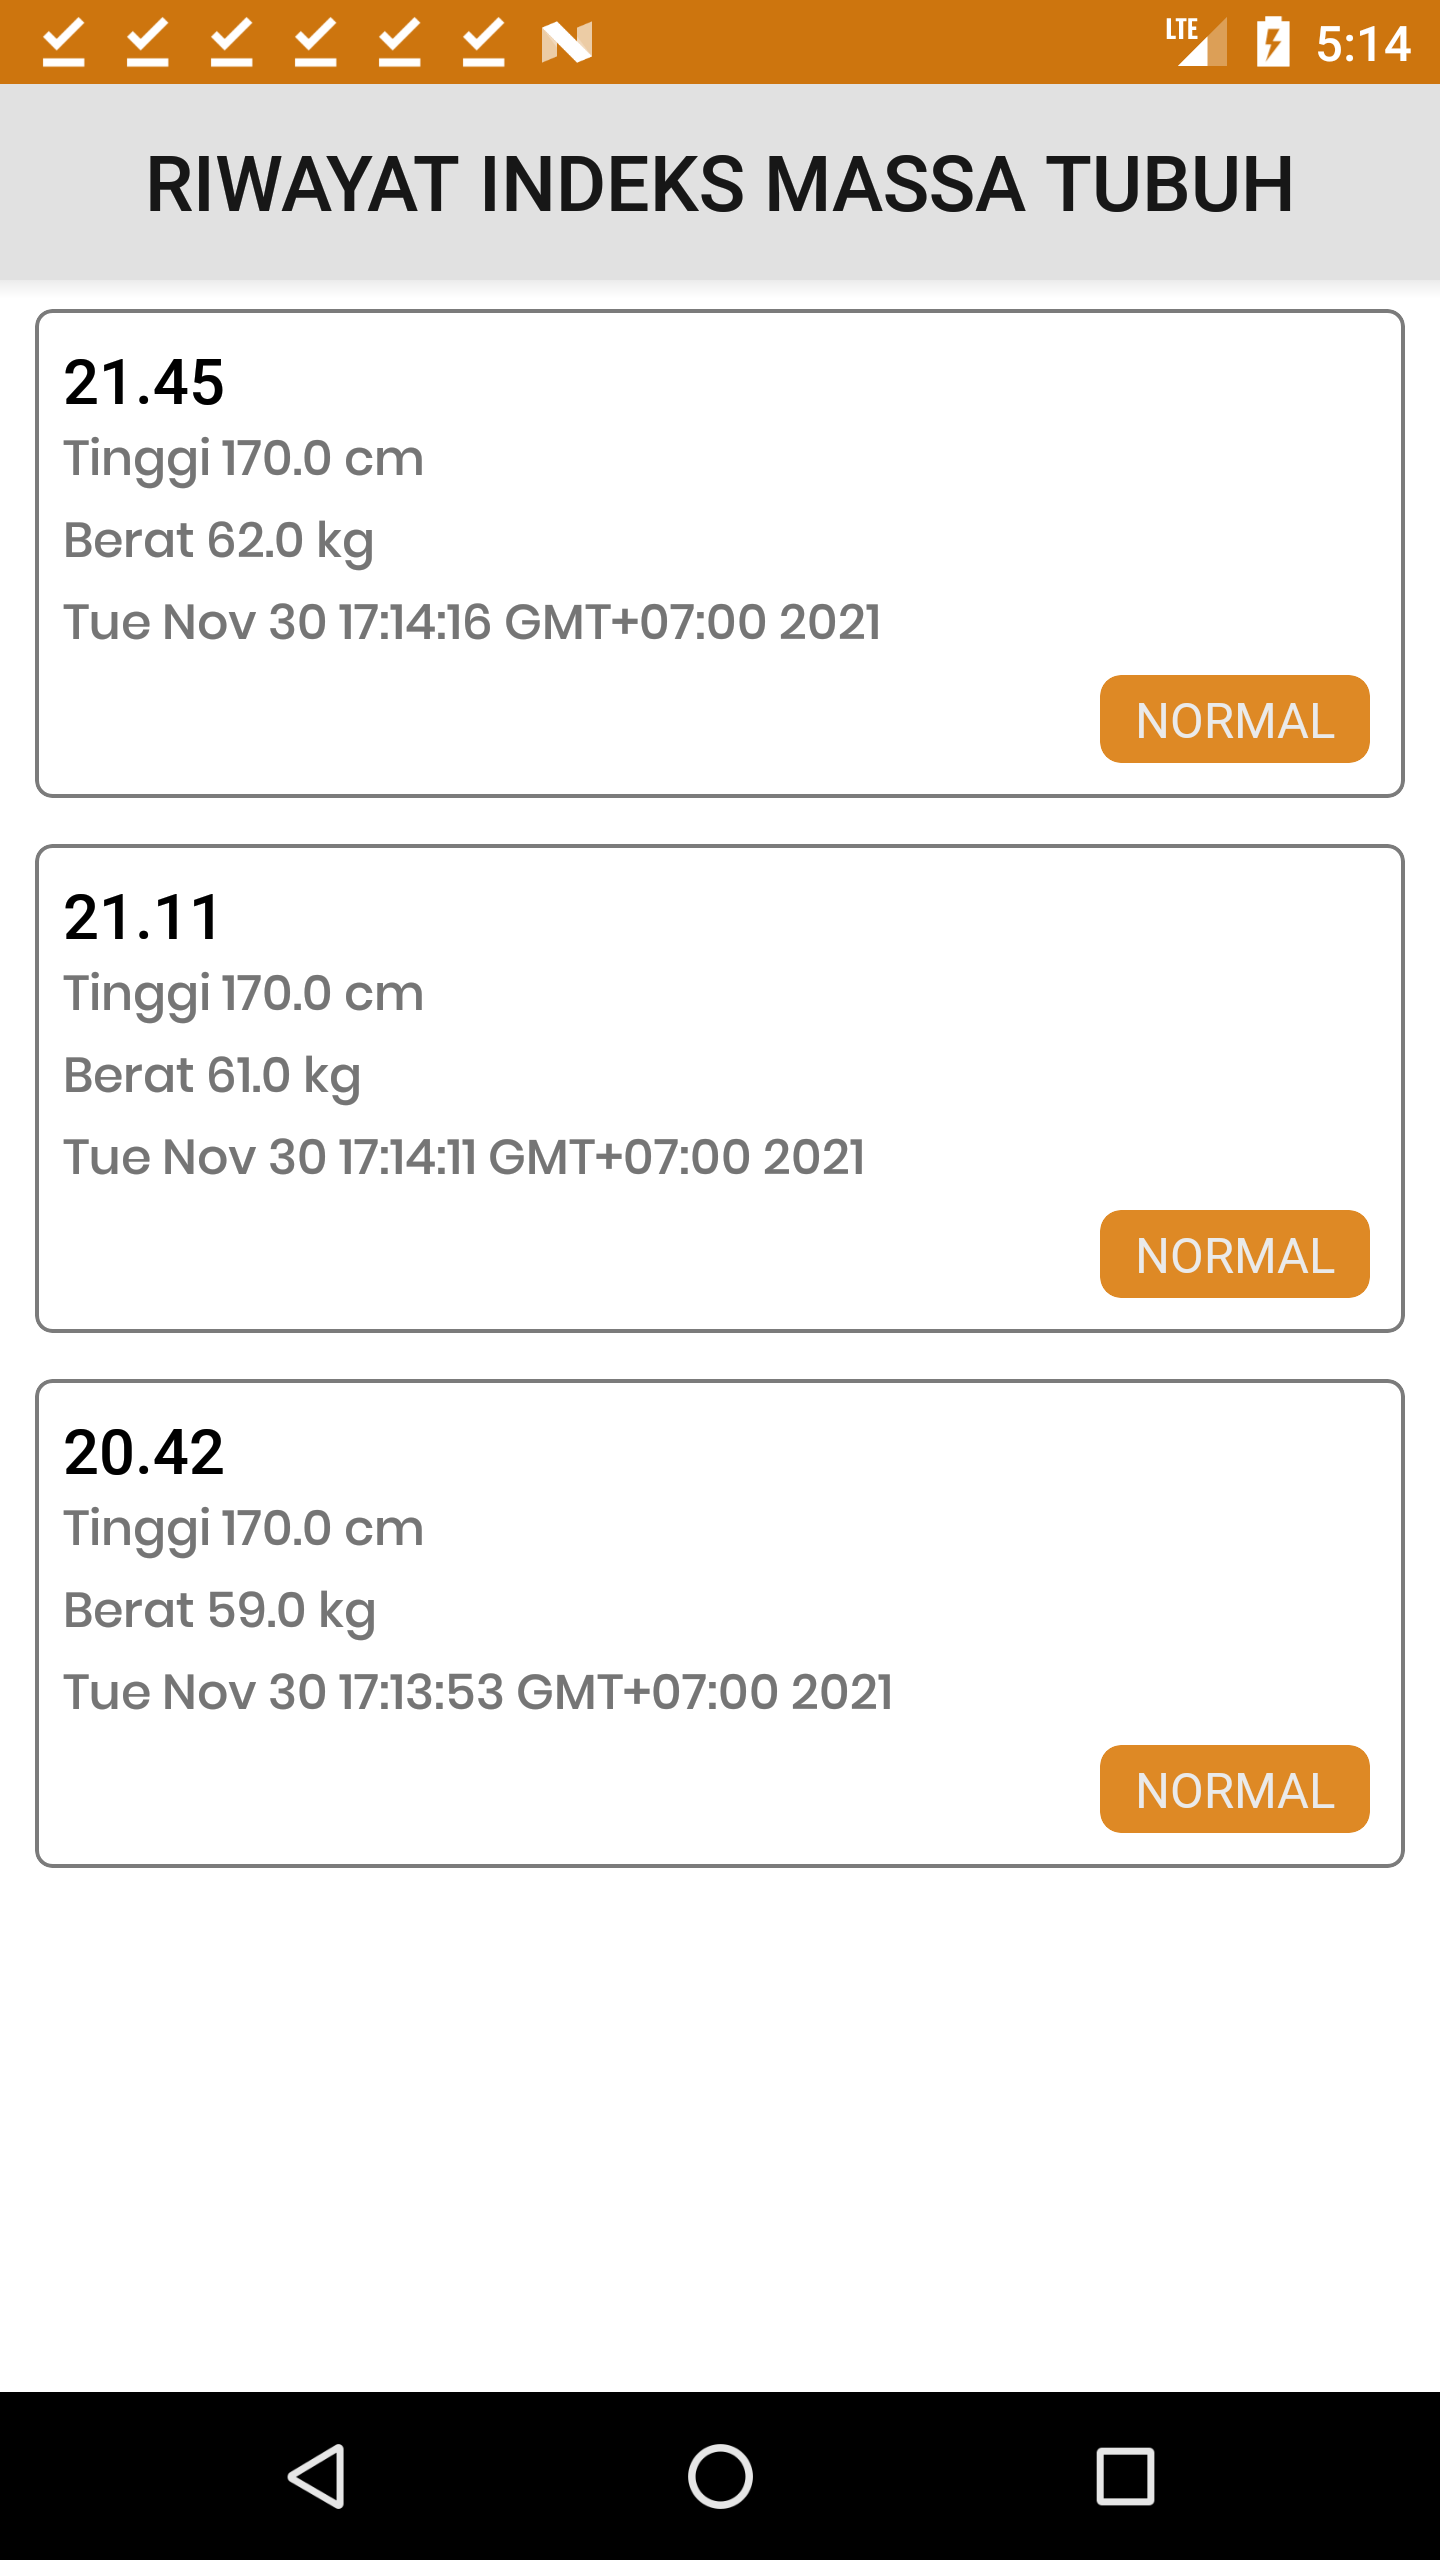 LTE 5:14
RIWAYAT INDEKS MASSA TUBUH
21.45
Tinggi 170.0 cm
Berat 62.0 kg
Tue Nov 30 17:14:16 GMT+07:00 2021
NORMAL
21.11
Tinggi 170.0 cm
Berat 61.0 kg
Tue Nov 30 17:14:11 GMT+07:00 2021
NORMAL
20.42
Tinggi 170.0 cm
Berat 59.0 kg
Tue Nov 30 17:13:53 GMT+07:00 2021
NORMAL